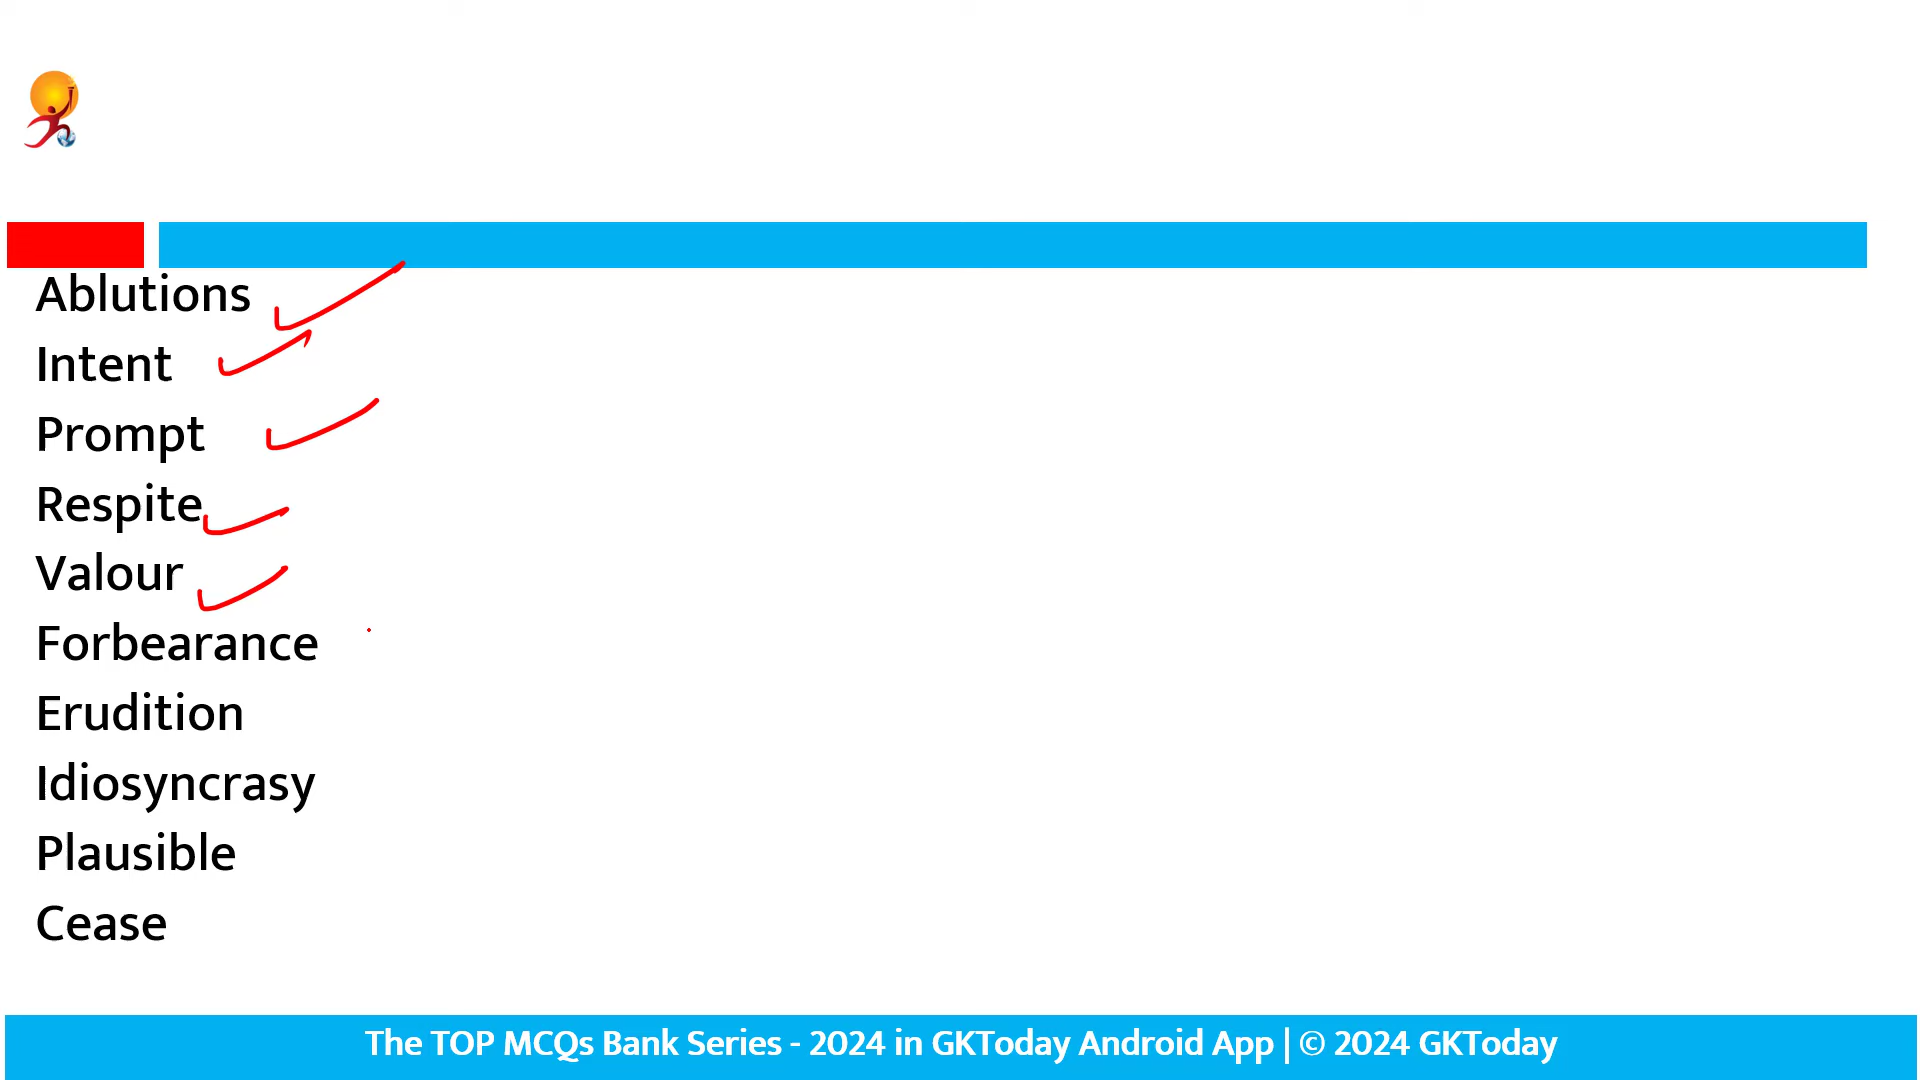 Ablutions
Intent
Prompt
Respite
Valour
Forbearance
Erudition
Idiosyncrasy
Plausible
Cease
The TOP MCQs Bank Series - 2024 in GKToday Android App | © 2024 GKToday